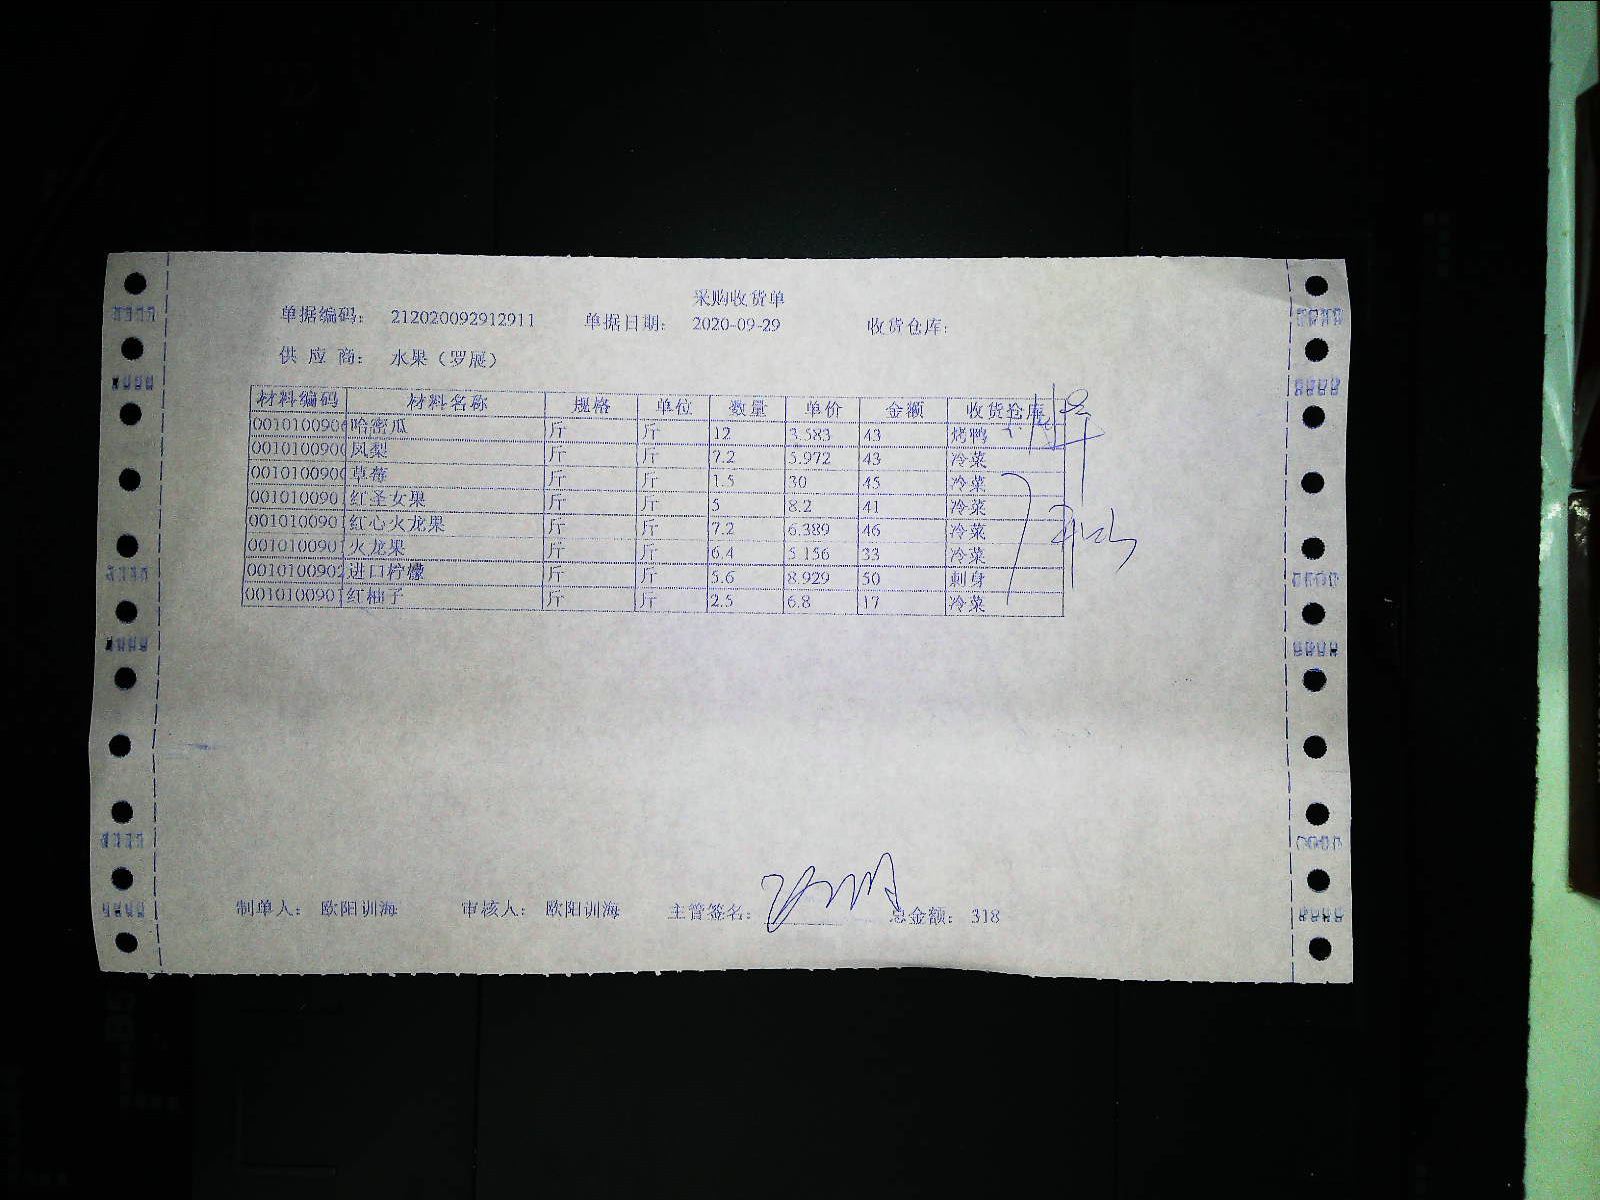 采购收货单
单据编码： 212020092912911 单据日期： 2020-09-29 收货仓库：
供 应 商： 水果（罗展）
材料编码 材料名称 规格 单位 数量 单价 金额 收货仓库
001010090 哈密瓜 斤 斤 12 3.583 43 烤鸭
001010090 凤梨 斤 斤 7.2 5.972 43 冷菜
001010090 草莓 斤 斤 1.5 30 45 冷菜
001010090 红圣女果 斤 斤 5 8.2 41 冷菜
001010090 红心火龙果 斤 斤 7.2 6.389 46 冷菜
001010090 火龙果 斤 斤 6.4 5.156 33 冷菜
001010090 进口柠檬 斤 斤 5.6 8.929 50 刺身
001010090 红柚子 斤 斤 2.5 6.8 17 冷菜
制单人： 欧阳训海 审核人： 欧阳训海 主管签名： 总金额： 318